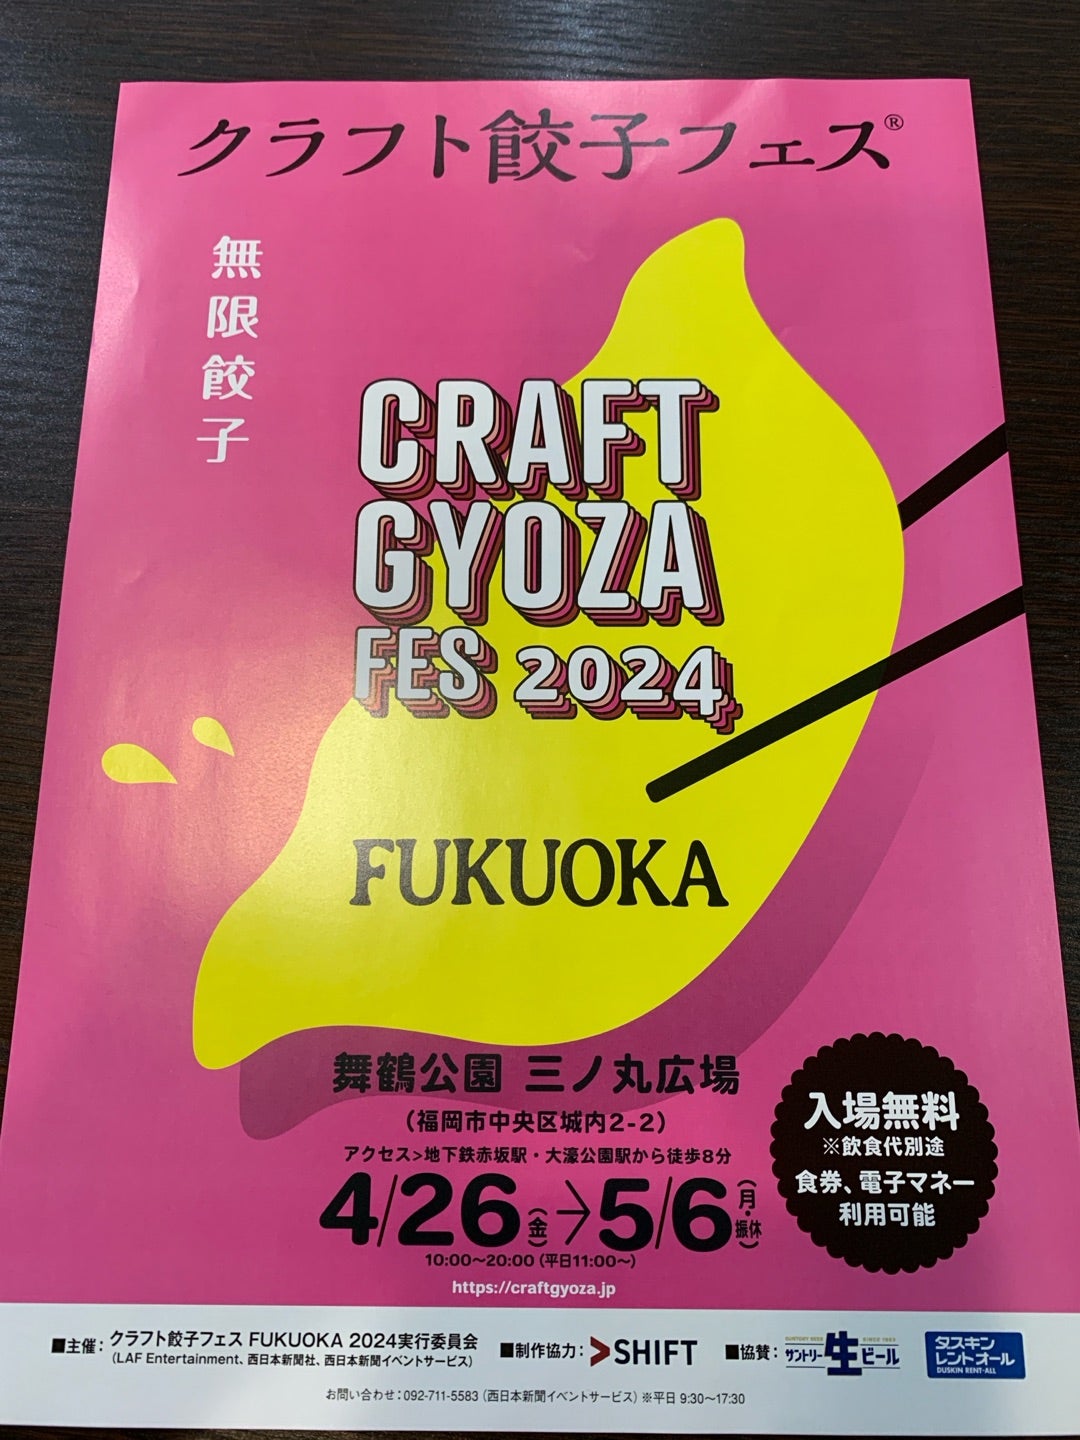 クラフト餃子フェス®
無限餃子
CRAFT
GYOZA
FES 2024
FUKUOKA
舞鶴公園 三ノ丸広場
(福岡市中央区城内2-2)
アクセス>地下鉄赤坂駅・大濠公園駅から徒歩8分
4/26(金)→5/6(月・振休)
10:00〜20:00(平日11:00〜)
https://craftgyoza.jp
入場無料
※飲食代別途
食券、電子マネー
利用可能
■主催:クラフト餃子フェス FUKUOKA 2024実行委員会
(LAF Entertainment、西日本新聞社、西日本新聞イベントサービス)
■制作協力: SHIFT
■協賛:
SUNTORY BEER SINCE 1963
サントリー生ビール
ダスキン
レントオール
DUSKIN RENT-ALL
お問い合わせ:092-711-5583(西日本新聞イベントサービス)※平日 9:30〜17:30